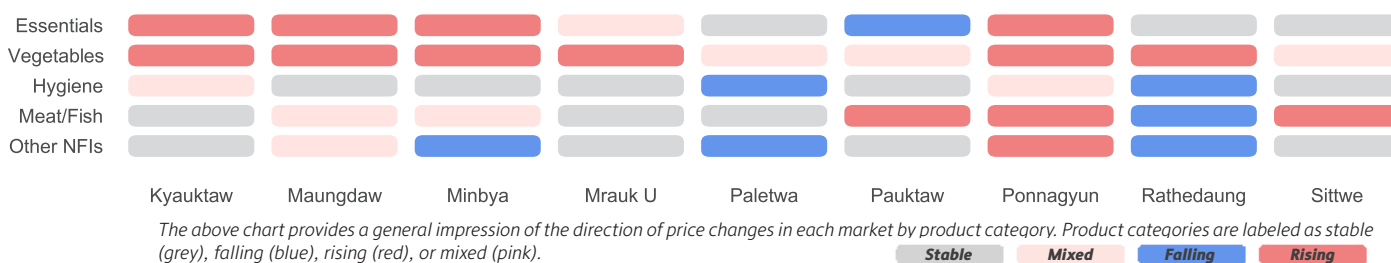 Essentials
Vegetables
Hygiene
Meat/Fish
Other NFIs
Kyauktaw Maungdaw Minbya Mrauk U Paletwa Pauktaw Ponnagyun Rathedaung Sittwe
The above chart provides a general impression of the direction of price changes in each market by product category. Product categories are labeled as stable
(grey), falling (blue), rising (red), or mixed (pink).
Stable Mixed Falling Rising